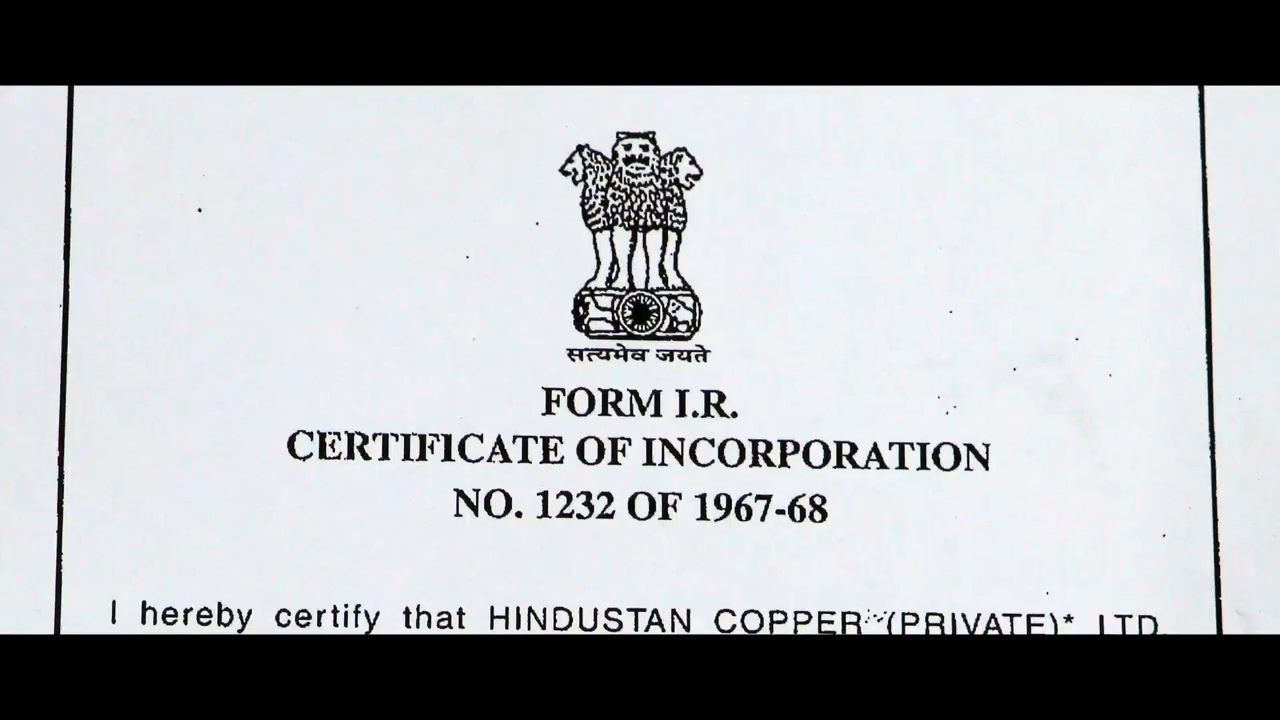 सत्यमेव जयते
FORM I.R.
CERTIFICATE OF INCORPORATION
NO. 1232 OF 1967-68
I hereby certify that HINDUSTAN COPPER (PRIVATE)* LTD.